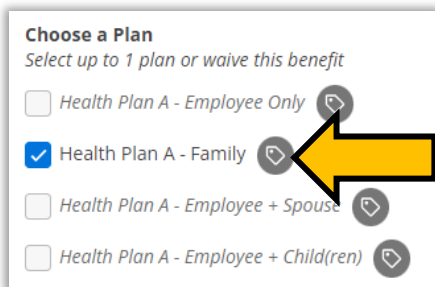 Choose a Plan
Select up to 1 plan or waive this benefit
Health Plan A - Employee Only
Health Plan A - Family
Health Plan A - Employee + Spouse
Health Plan A - Employee + Child(ren)